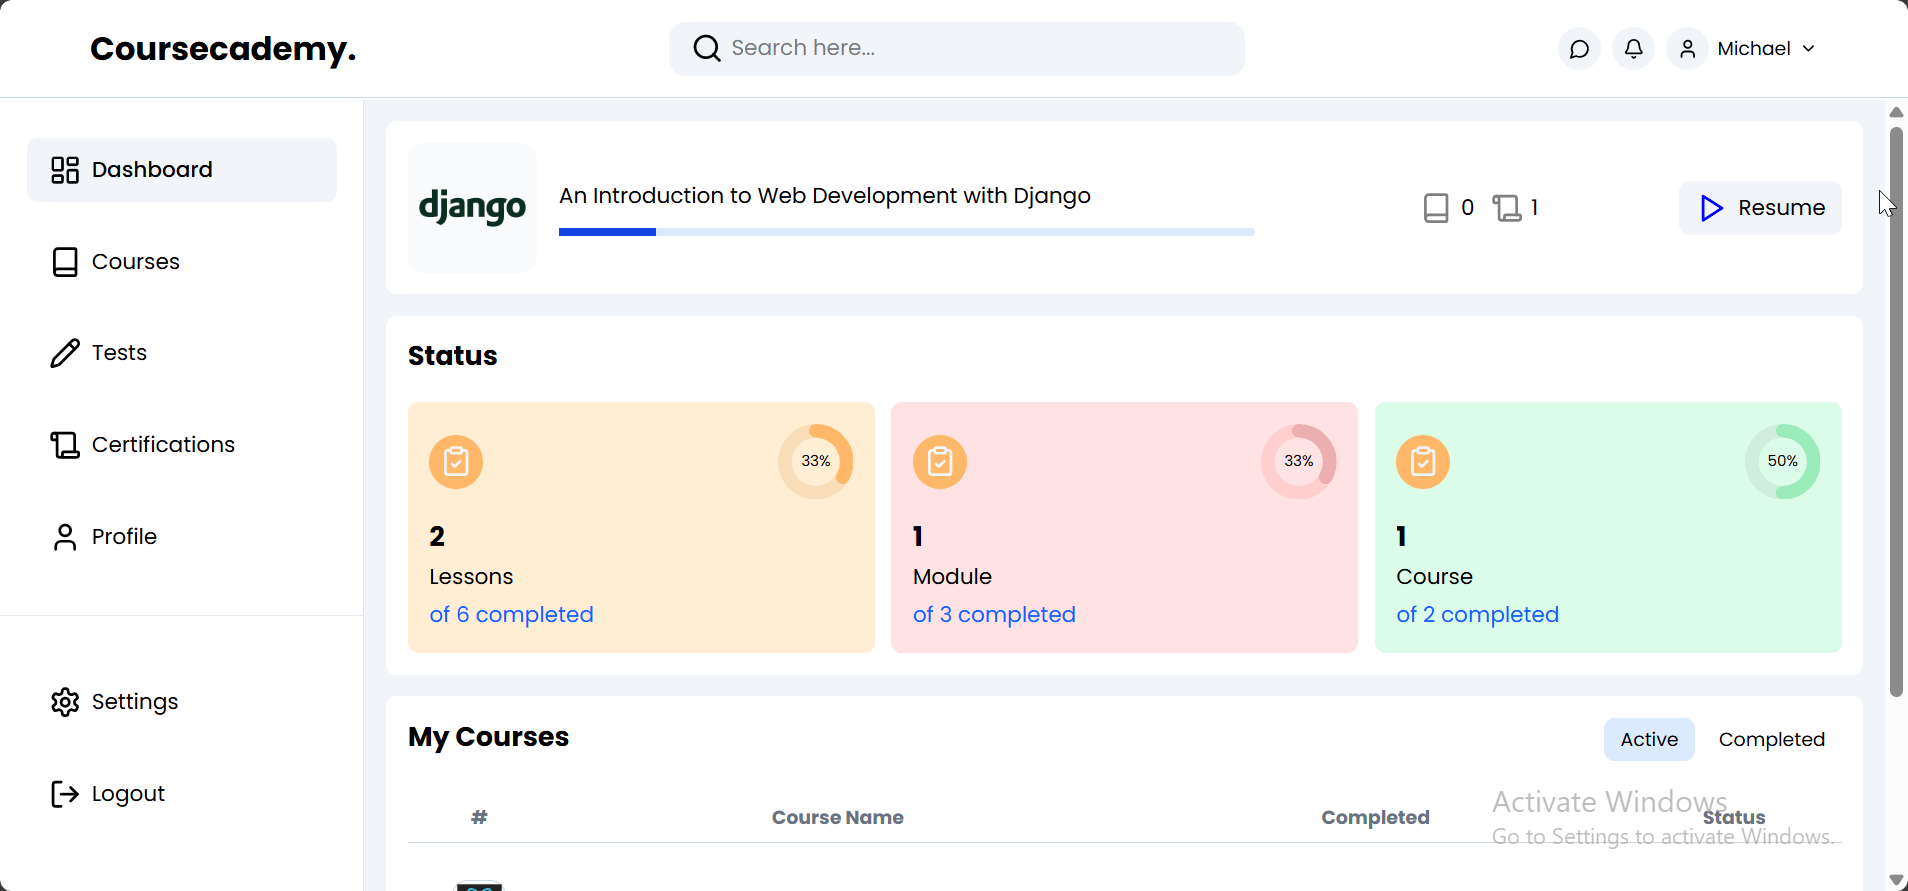 Coursecademy.
Search here...
Michael
Dashboard
Courses
Tests
Certifications
Profile
Settings
Logout
django
An Introduction to Web Development with Django
0 1
Resume
Status
33%
2
Lessons
of 6 completed
33%
1
Module
of 3 completed
50%
1
Course
of 2 completed
My Courses
Active Completed
# Course Name Completed Status
Activate Windows
Go to Settings to activate Windows.